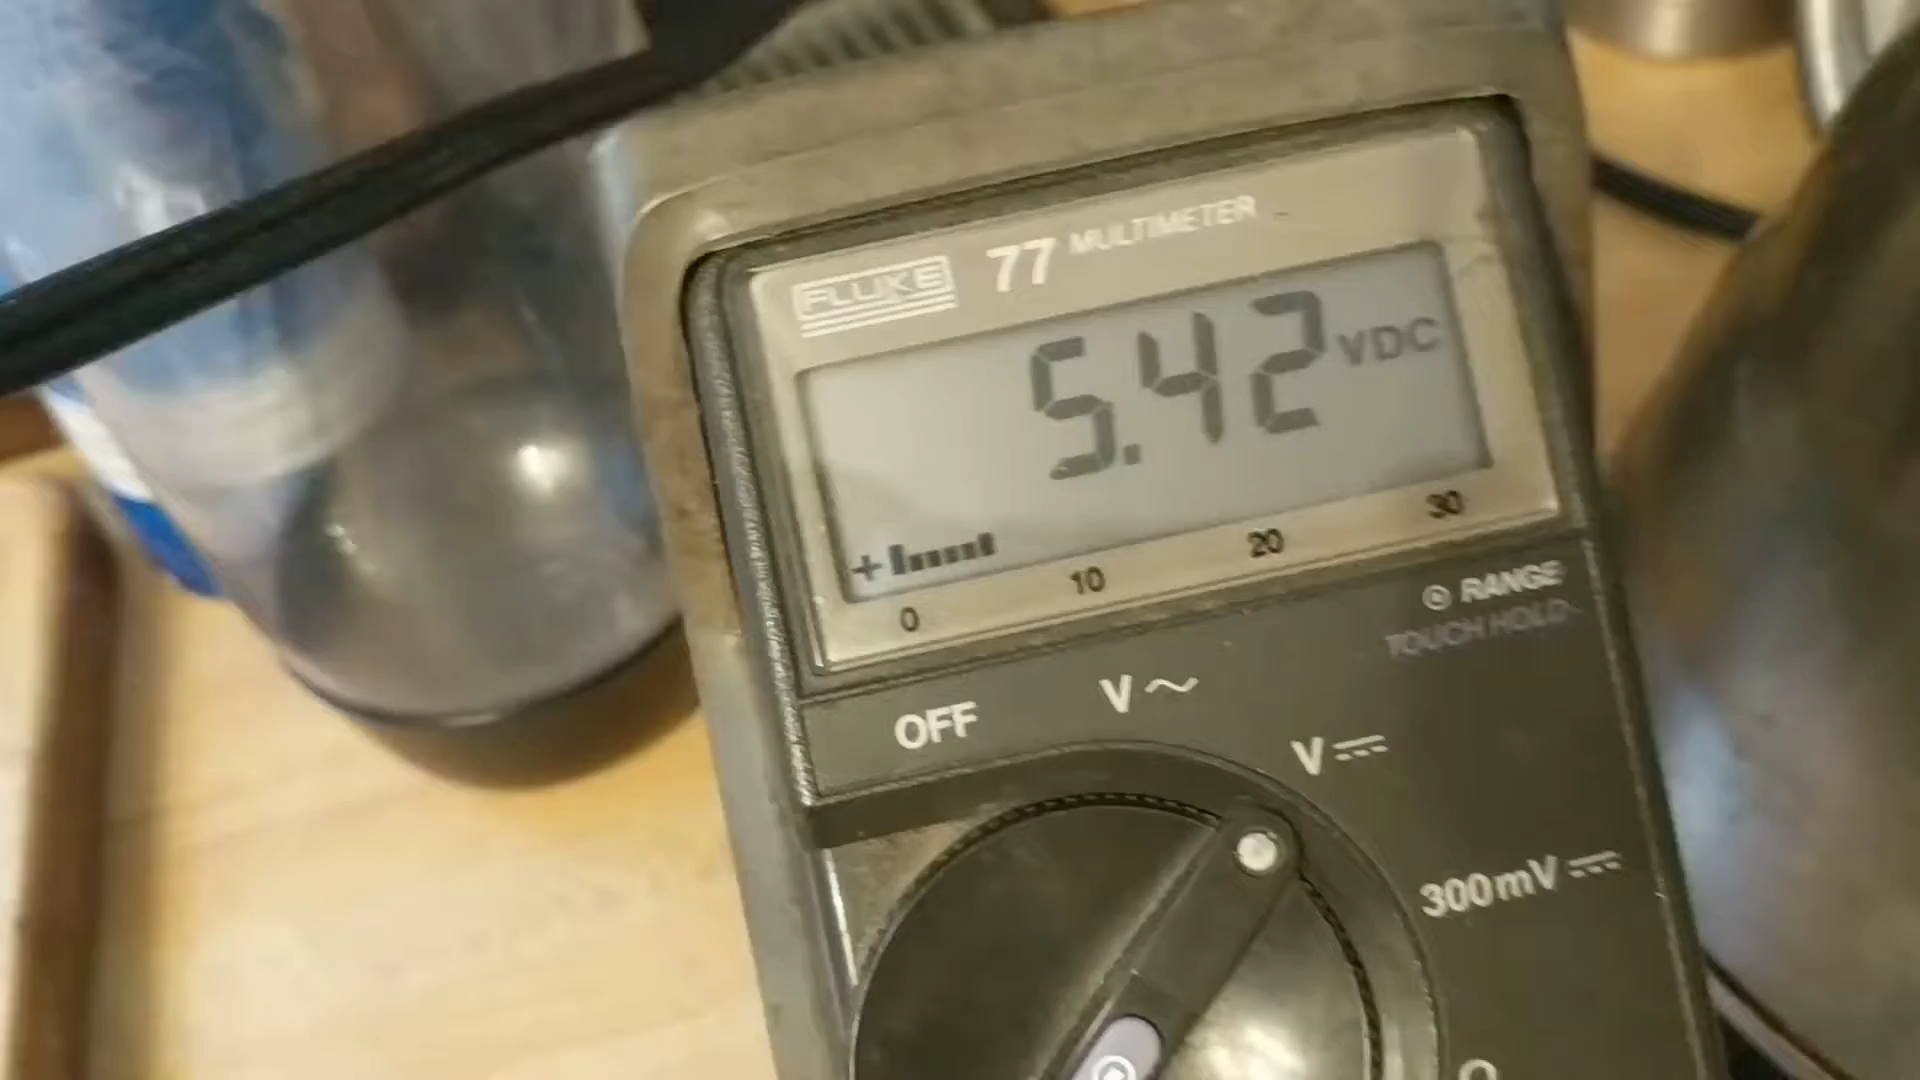 FLUKE 77 MULTIMETER
5.42 VDC
+
0 10 20 30
RANGE
TOUCH HOLD
OFF V~ V⎓
300mV⎓
Ω